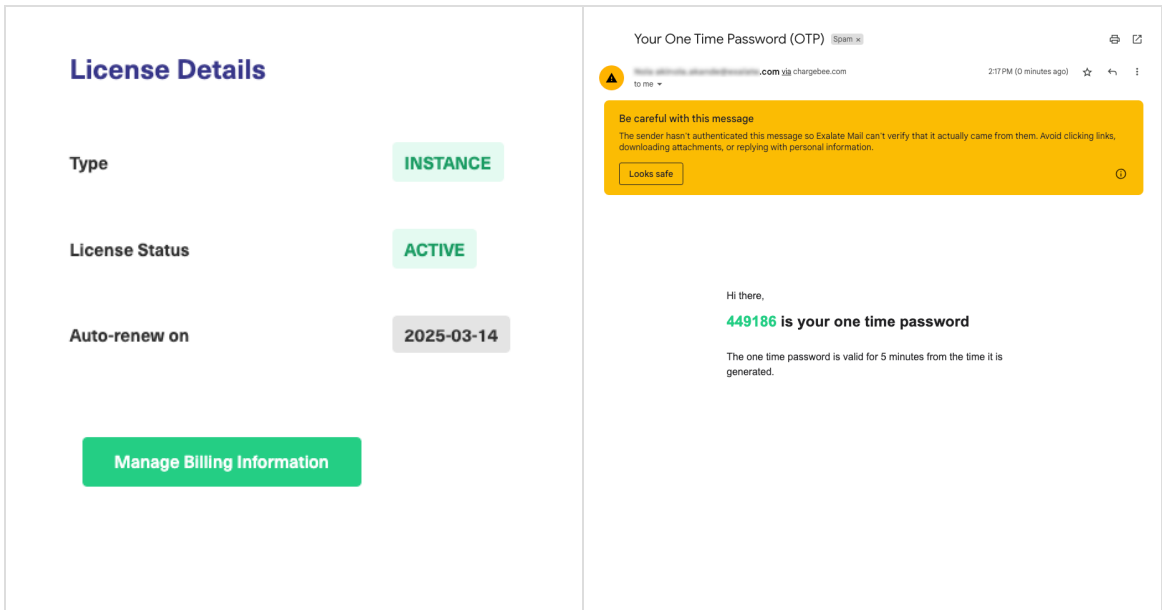 License Details
Type
INSTANCE
License Status
ACTIVE
Auto-renew on
2025-03-14
Manage Billing Information
Your One Time Password (OTP) Spam x
.com via chargebee.com
2:17 PM (0 minutes ago)
to me
Be careful with this message
The sender hasn't authenticated this message so Exalate Mail can't verify that it actually came from them. Avoid clicking links,
downloading attachments, or replying with personal information.
Looks safe
Hi there,
449186 is your one time password
The one time password is valid for 5 minutes from the time it is
generated.